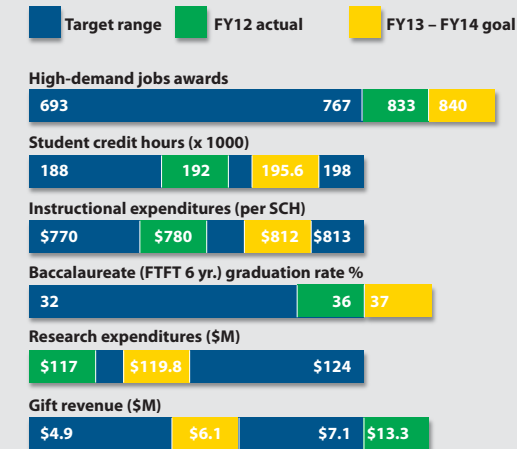 Target range FY12 actual FY13 – FY14 goal
High-demand jobs awards
693 767 833 840
Student credit hours (x 1000)
188 192 195.6 198
Instructional expenditures (per SCH)
$770 $780 $812 $813
Baccalaureate (FTFT 6 yr.) graduation rate %
32 36 37
Research expenditures ($M)
$117 $119.8 $124
Gift revenue ($M)
$4.9 $6.1 $7.1 $13.3